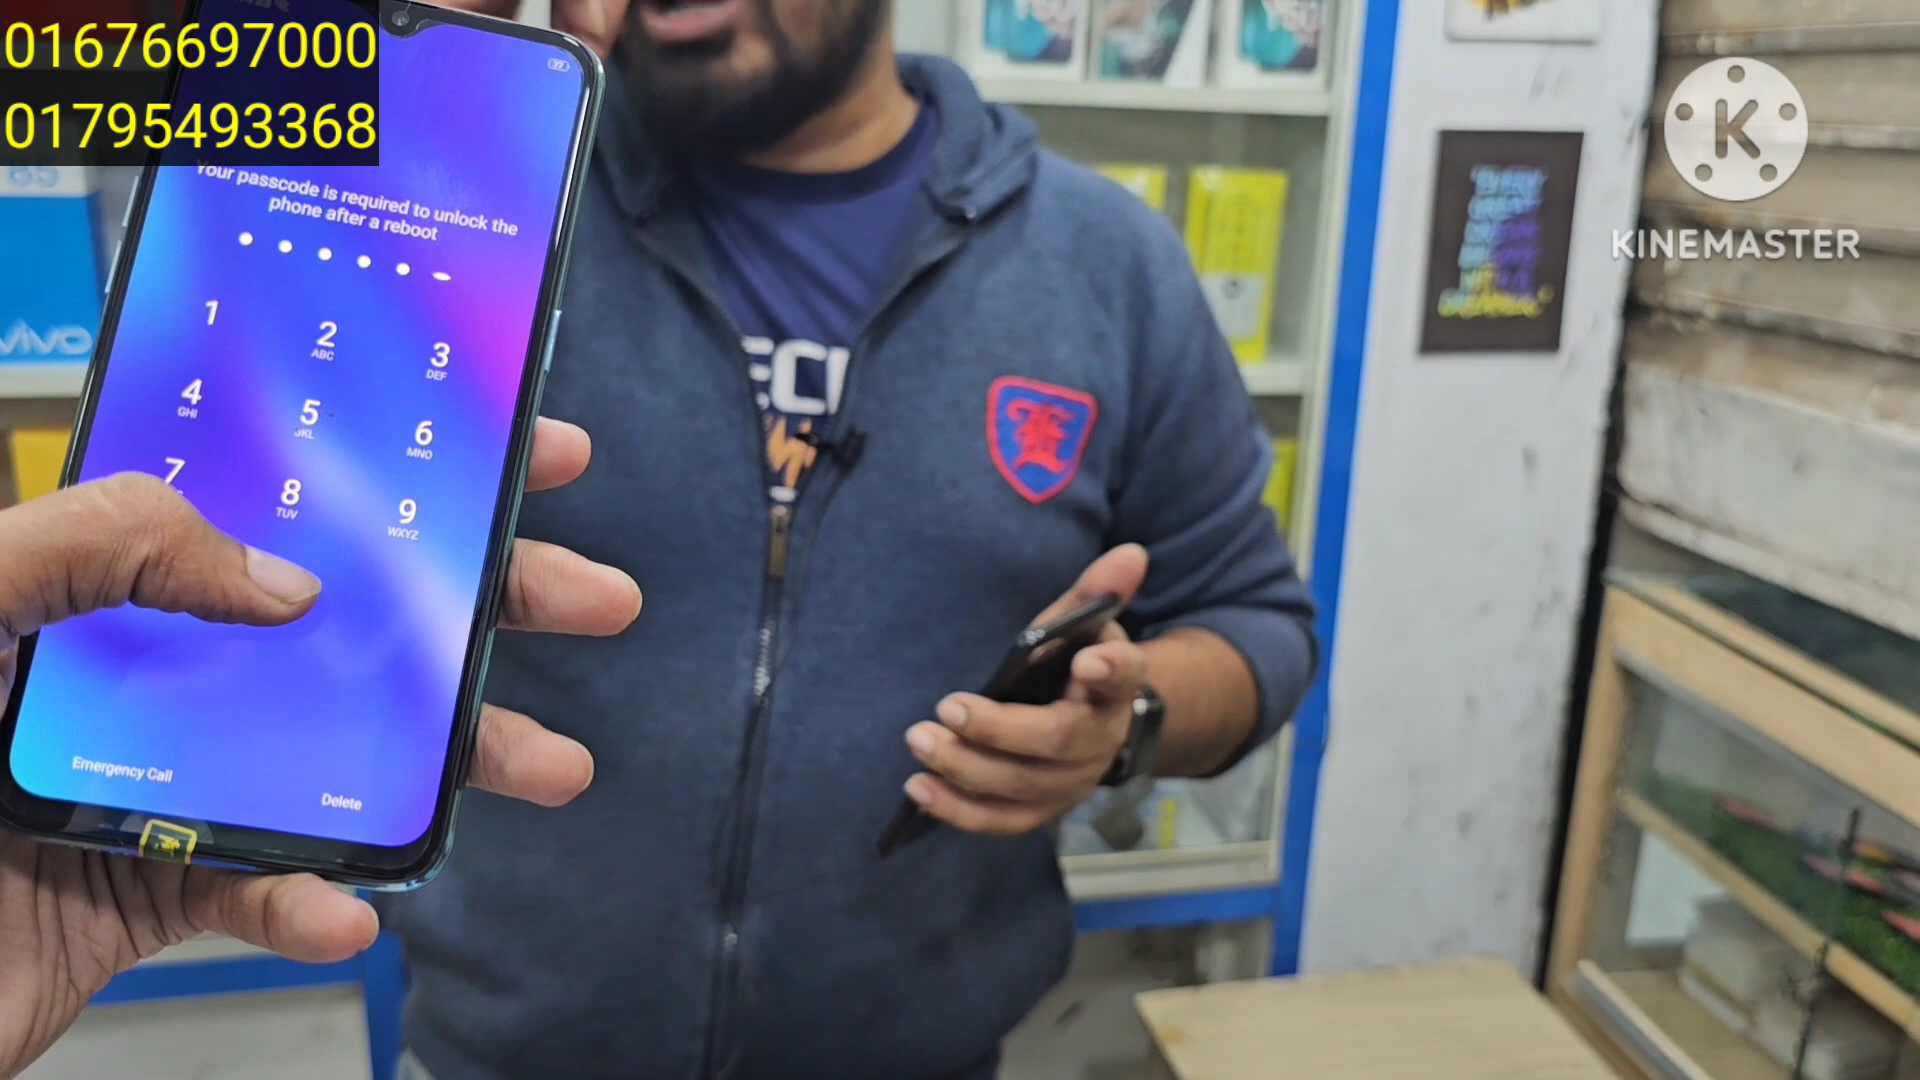 01676697000
01795493368
Your passcode is required to unlock the
phone after a reboot
1
2
ABC
3
DEF
4
GHI
5
JKL
6
MNO
7
8
TUV
9
WXYZ
Emergency Call
Delete
vivo
KINEMASTER